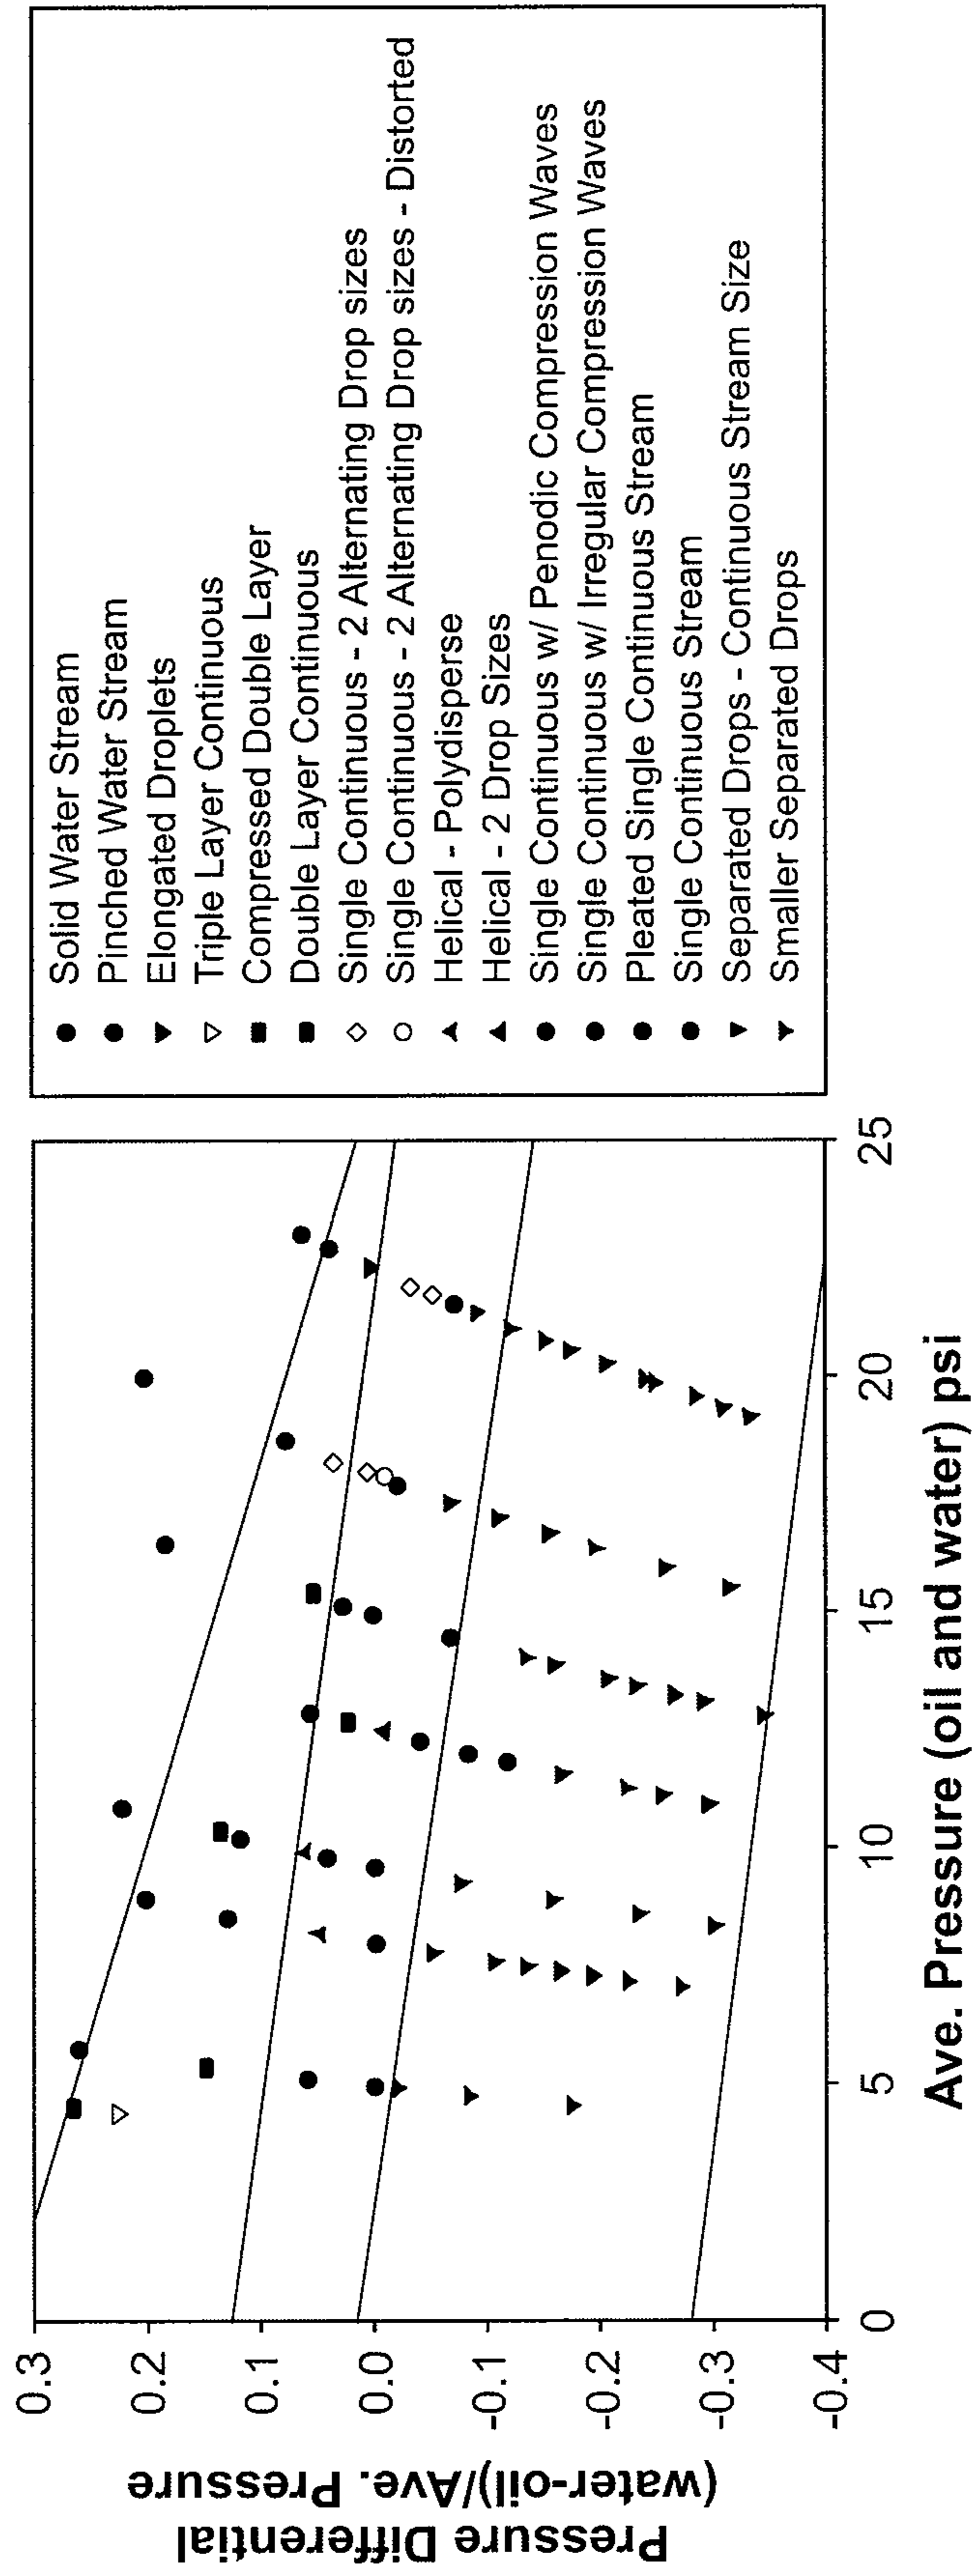 Pressure Differential
(water-oil)/Ave. Pressure
0.3
0.2
0.1
0.0
-0.1
-0.2
-0.3
-0.4
0
5
10
15
20
25
Ave. Pressure (oil and water) psi
Solid Water Stream
Pinched Water Stream
Elongated Droplets
Triple Layer Continuous
Compressed Double Layer
Double Layer Continuous
Single Continuous - 2 Alternating Drop sizes
Single Continuous - 2 Alternating Drop sizes - Distorted
Helical - Polydisperse
Helical - 2 Drop Sizes
Single Continuous w/ Penodic Compression Waves
Single Continuous w/ Irregular Compression Waves
Pleated Single Continuous Stream
Single Continuous Stream
Separated Drops - Continuous Stream Size
Smaller Separated Drops